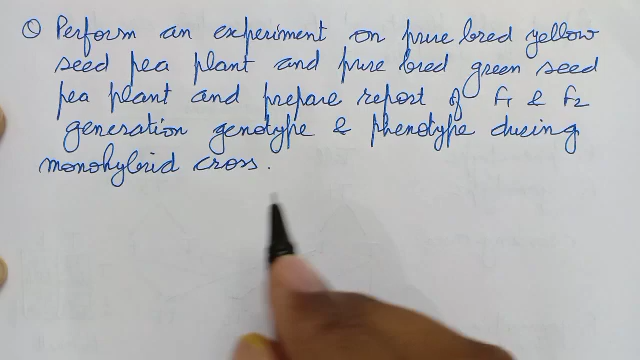 Q Perform an experiment on pure bred yellow
seed pea plant and pure bred green seed
pea plant and prepare report of F1 & F2
generation genotype & phenotype during
monohybrid cross.